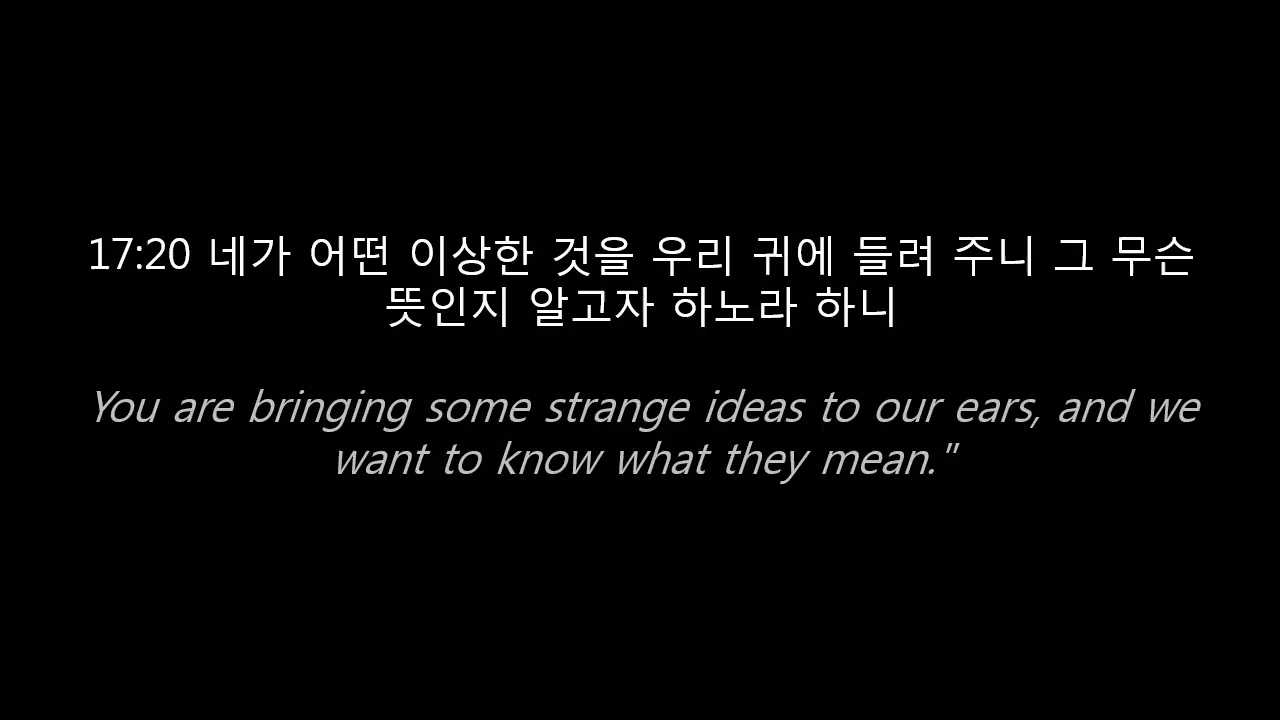 17:20 네가 어떤 이상한 것을 우리 귀에 들려 주니 그 무슨
뜻인지 알고자 하노라 하니
You are bringing some strange ideas to our ears, and we
want to know what they mean."